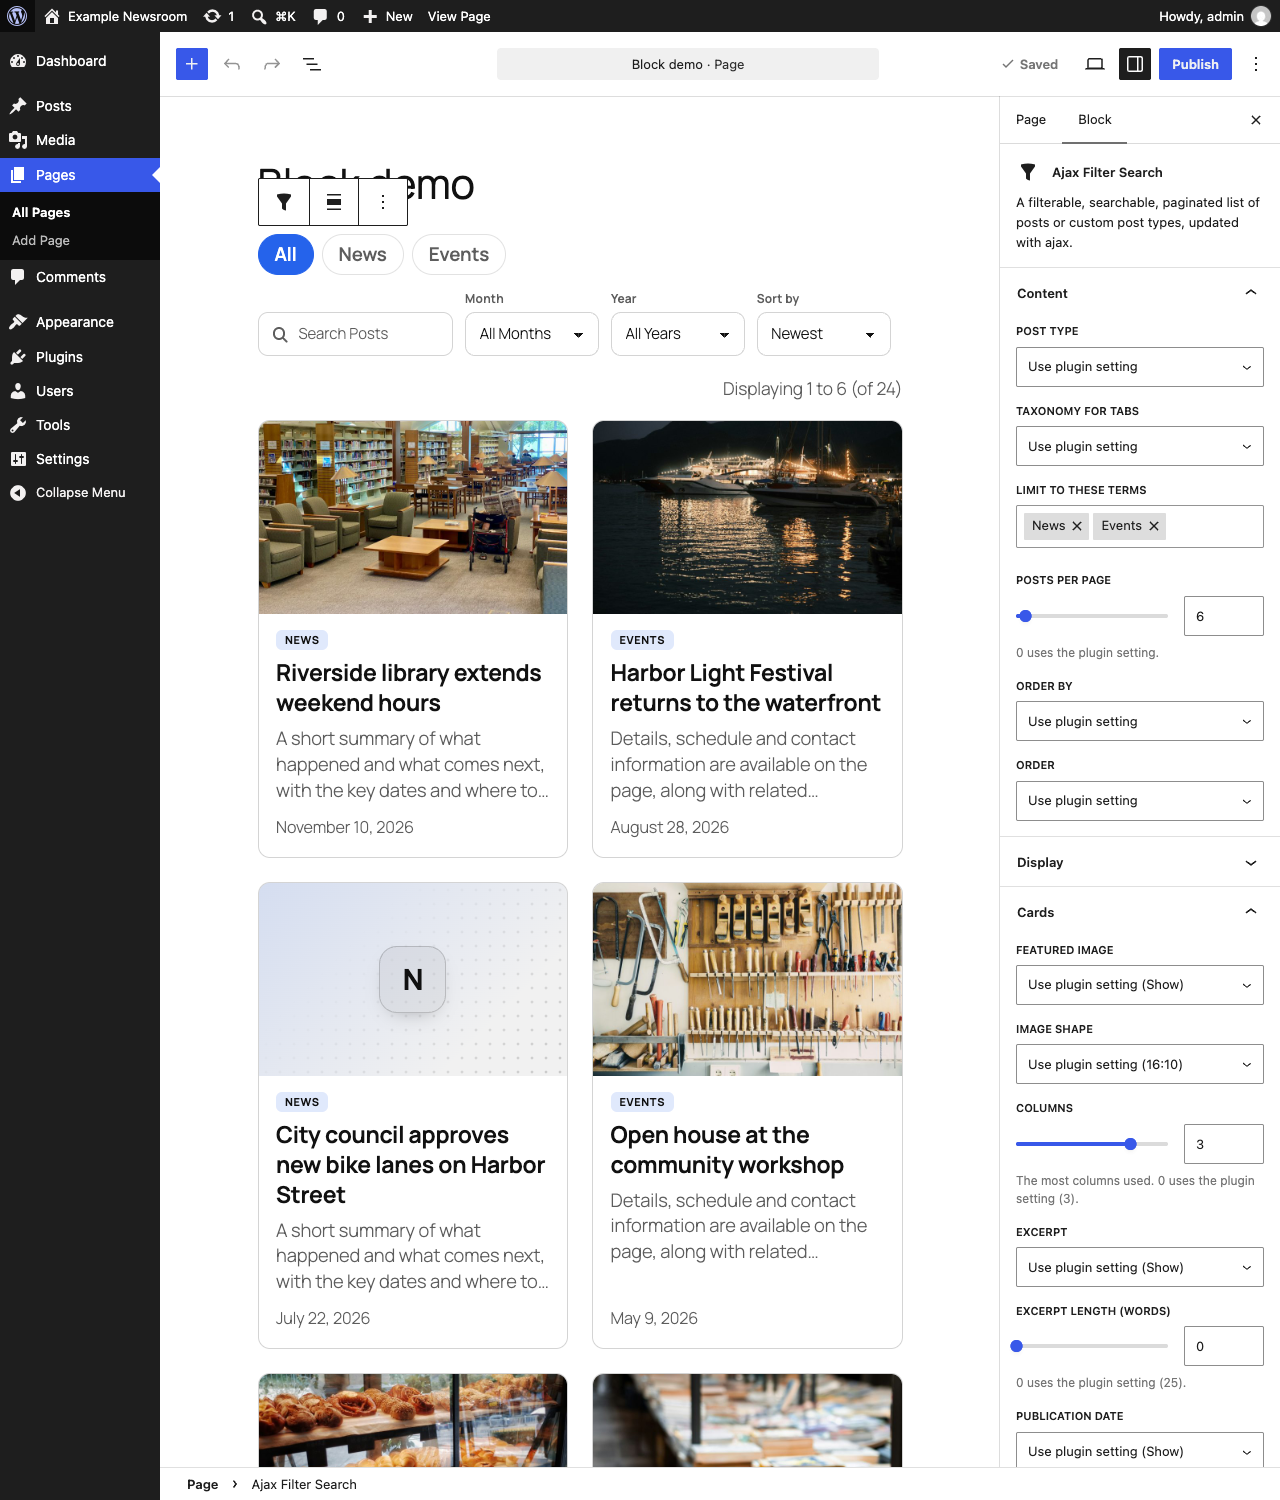 Example Newsroom
1
⌘K
0
New
View Page
Howdy, admin
Dashboard
Posts
Media
Pages
All Pages
Add Page
Comments
Appearance
Plugins
Users
Tools
Settings
Collapse Menu
Block demo · Page
Saved
Publish
Block demo
All
News
Events
Month
Year
Sort by
Search Posts
All Months
All Years
Newest
Displaying 1 to 6 (of 24)
NEWS
Riverside library extends
weekend hours
A short summary of what
happened and what comes next,
with the key dates and where to...
November 10, 2026
EVENTS
Harbor Light Festival
returns to the waterfront
Details, schedule and contact
information are available on the
page, along with related...
August 28, 2026
N
NEWS
City council approves
new bike lanes on Harbor
Street
A short summary of what
happened and what comes next,
with the key dates and where to...
July 22, 2026
EVENTS
Open house at the
community workshop
Details, schedule and contact
information are available on the
page, along with related...
May 9, 2026
Page
Block
Ajax Filter Search
A filterable, searchable, paginated list of
posts or custom post types, updated
with ajax.
Content
POST TYPE
Use plugin setting
TAXONOMY FOR TABS
Use plugin setting
LIMIT TO THESE TERMS
News
Events
POSTS PER PAGE
6
0 uses the plugin setting.
ORDER BY
Use plugin setting
ORDER
Use plugin setting
Display
Cards
FEATURED IMAGE
Use plugin setting (Show)
IMAGE SHAPE
Use plugin setting (16:10)
COLUMNS
3
The most columns used. 0 uses the plugin
setting (3).
EXCERPT
Use plugin setting (Show)
EXCERPT LENGTH (WORDS)
0
0 uses the plugin setting (25).
PUBLICATION DATE
Use plugin setting (Show)
Page
Ajax Filter Search